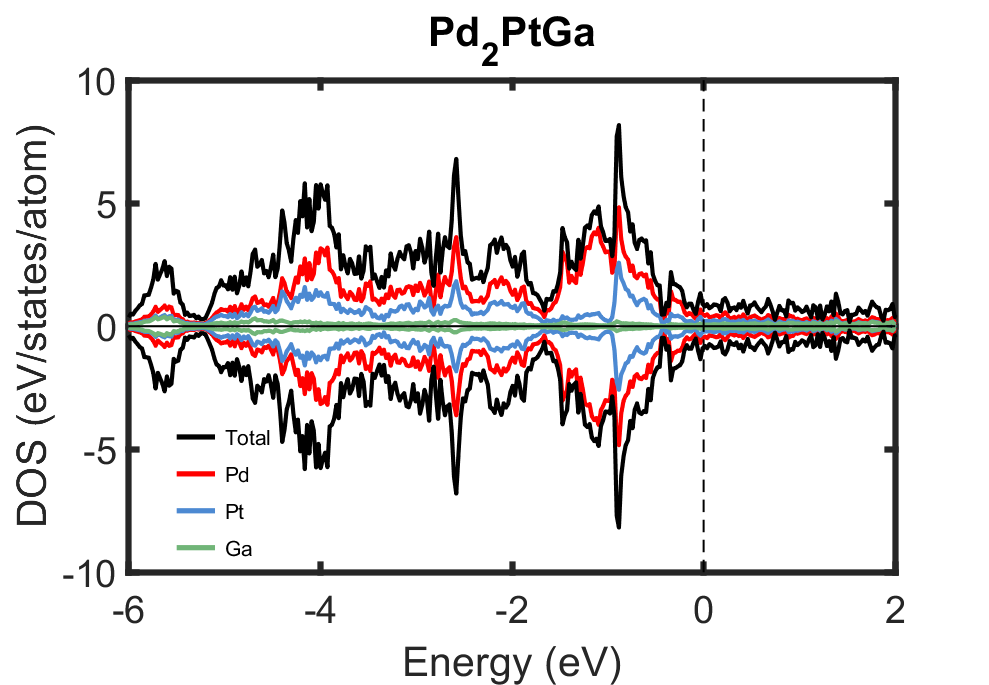 Pd₂PtGa
DOS (eV/states/atom)
10
5
0
-5
-10
Total
Pd
Pt
Ga
-6 -4 -2 0 2
Energy (eV)